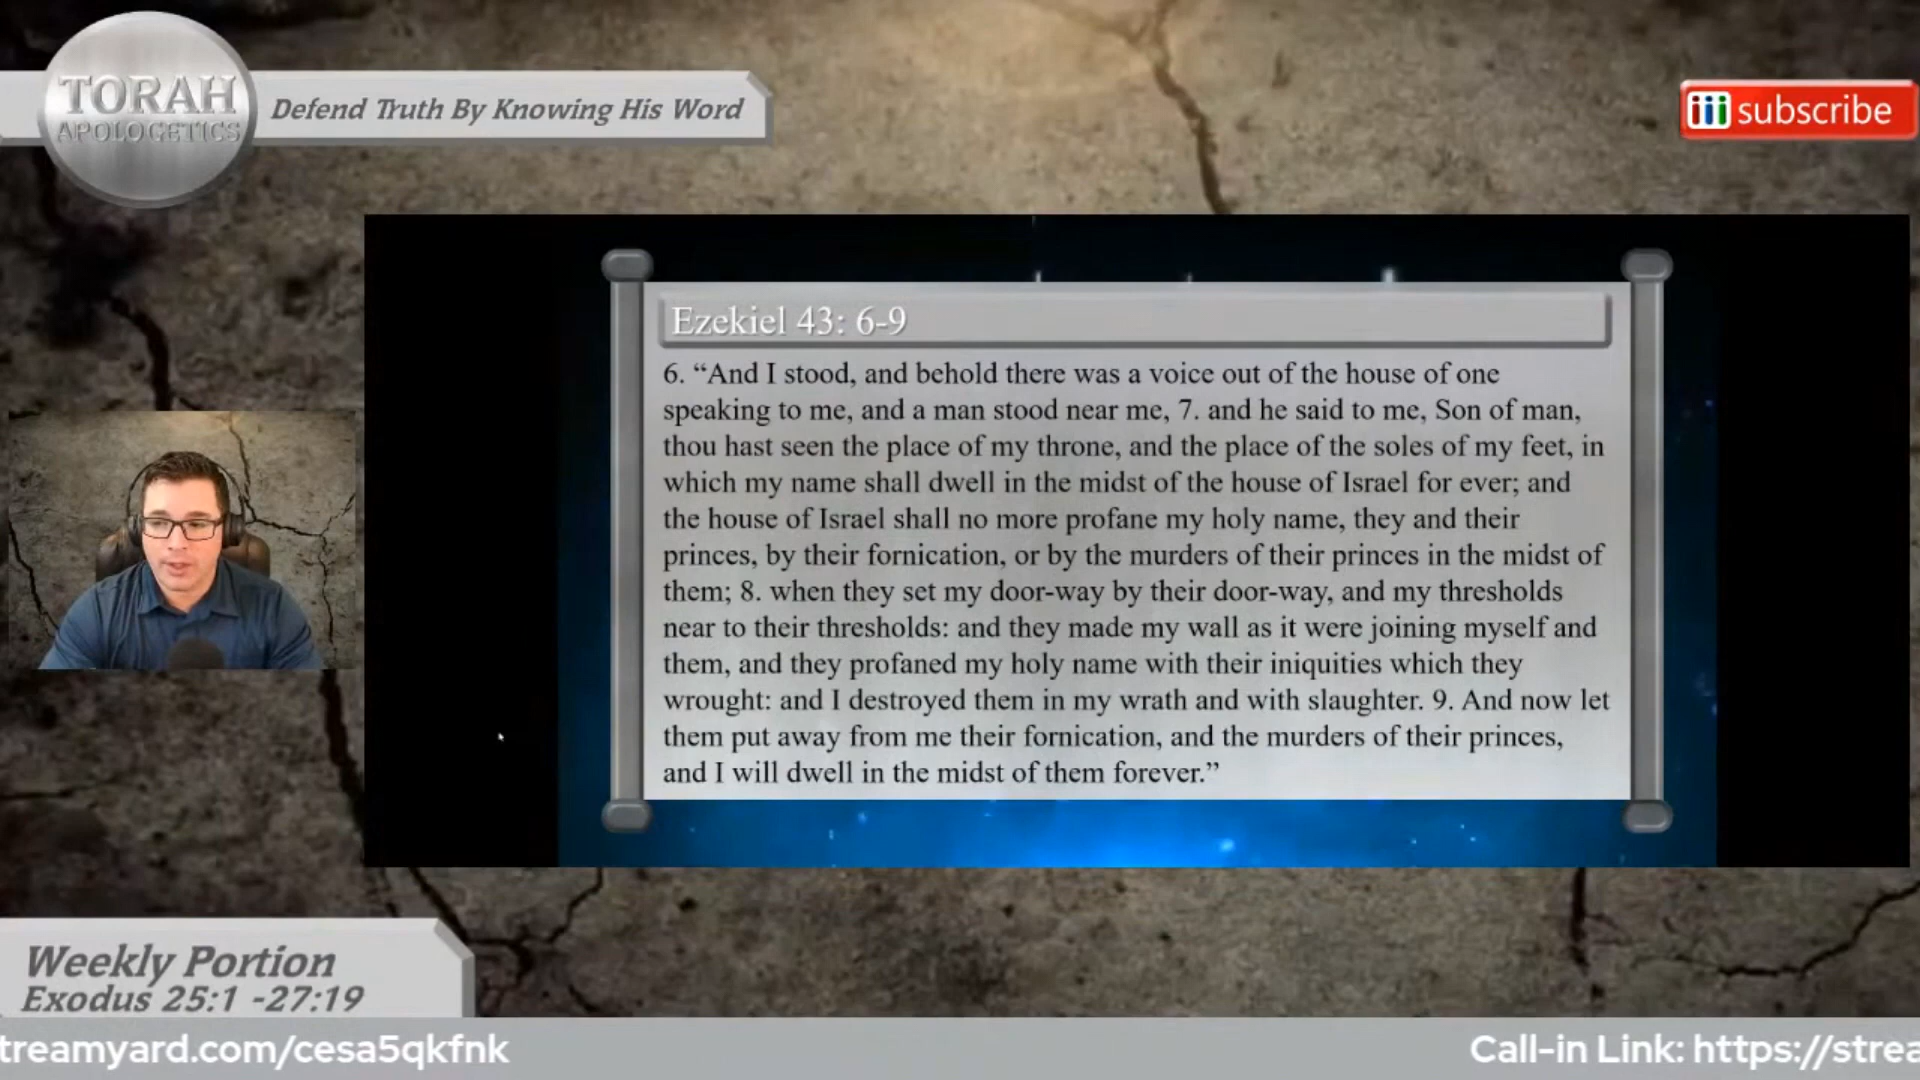 TORAH
APOLOGETICS
Defend Truth By Knowing His Word
subscribe
Ezekiel 43: 6-9
6. “And I stood, and behold there was a voice out of the house of one
speaking to me, and a man stood near me, 7. and he said to me, Son of man,
thou hast seen the place of my throne, and the place of the soles of my feet, in
which my name shall dwell in the midst of the house of Israel for ever; and
the house of Israel shall no more profane my holy name, they and their
princes, by their fornication, or by the murders of their princes in the midst of
them; 8. when they set my door-way by their door-way, and my thresholds
near to their thresholds: and they made my wall as it were joining myself and
them, and they profaned my holy name with their iniquities which they
wrought: and I destroyed them in my wrath and with slaughter. 9. And now let
them put away from me their fornication, and the murders of their princes,
and I will dwell in the midst of them forever.”
Weekly Portion
Exodus 25:1 -27:19
treamyard.com/cesa5qkfnk
Call-in Link: https://strea